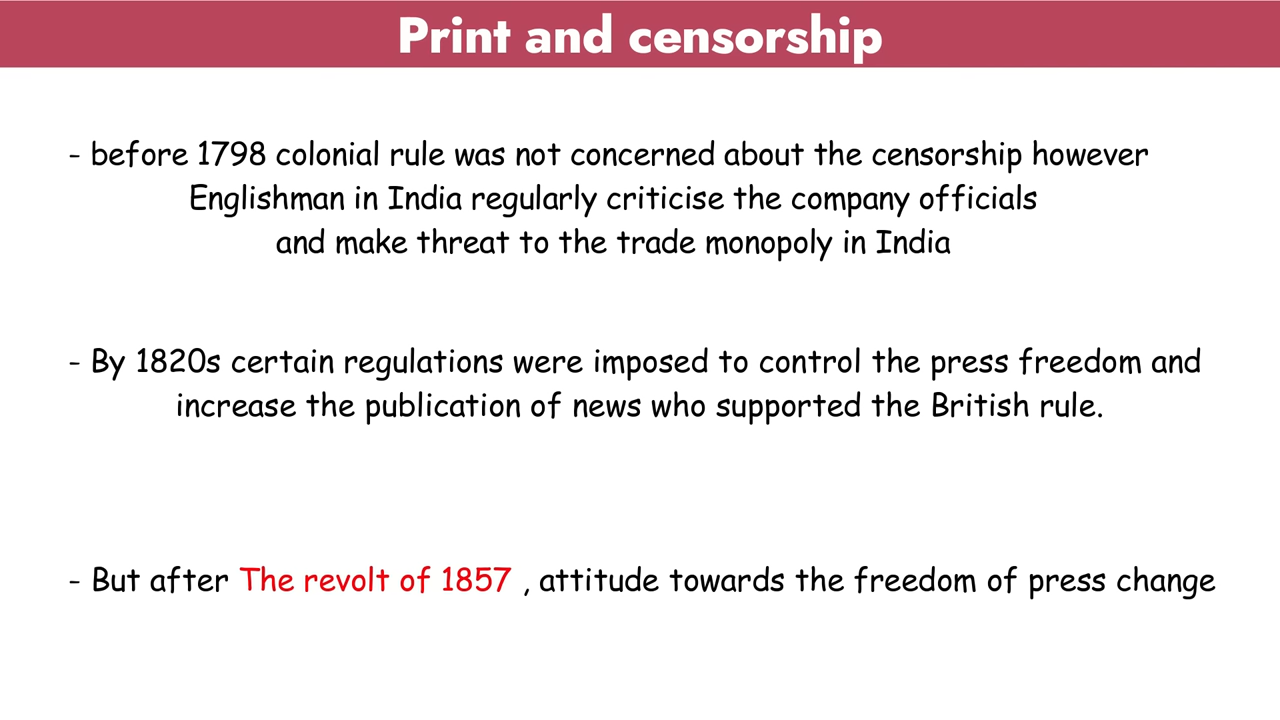 Print and censorship
- before 1798 colonial rule was not concerned about the censorship however
Englishman in India regularly criticise the company officials
and make threat to the trade monopoly in India
- By 1820s certain regulations were imposed to control the press freedom and
increase the publication of news who supported the British rule.
- But after The revolt of 1857 , attitude towards the freedom of press change